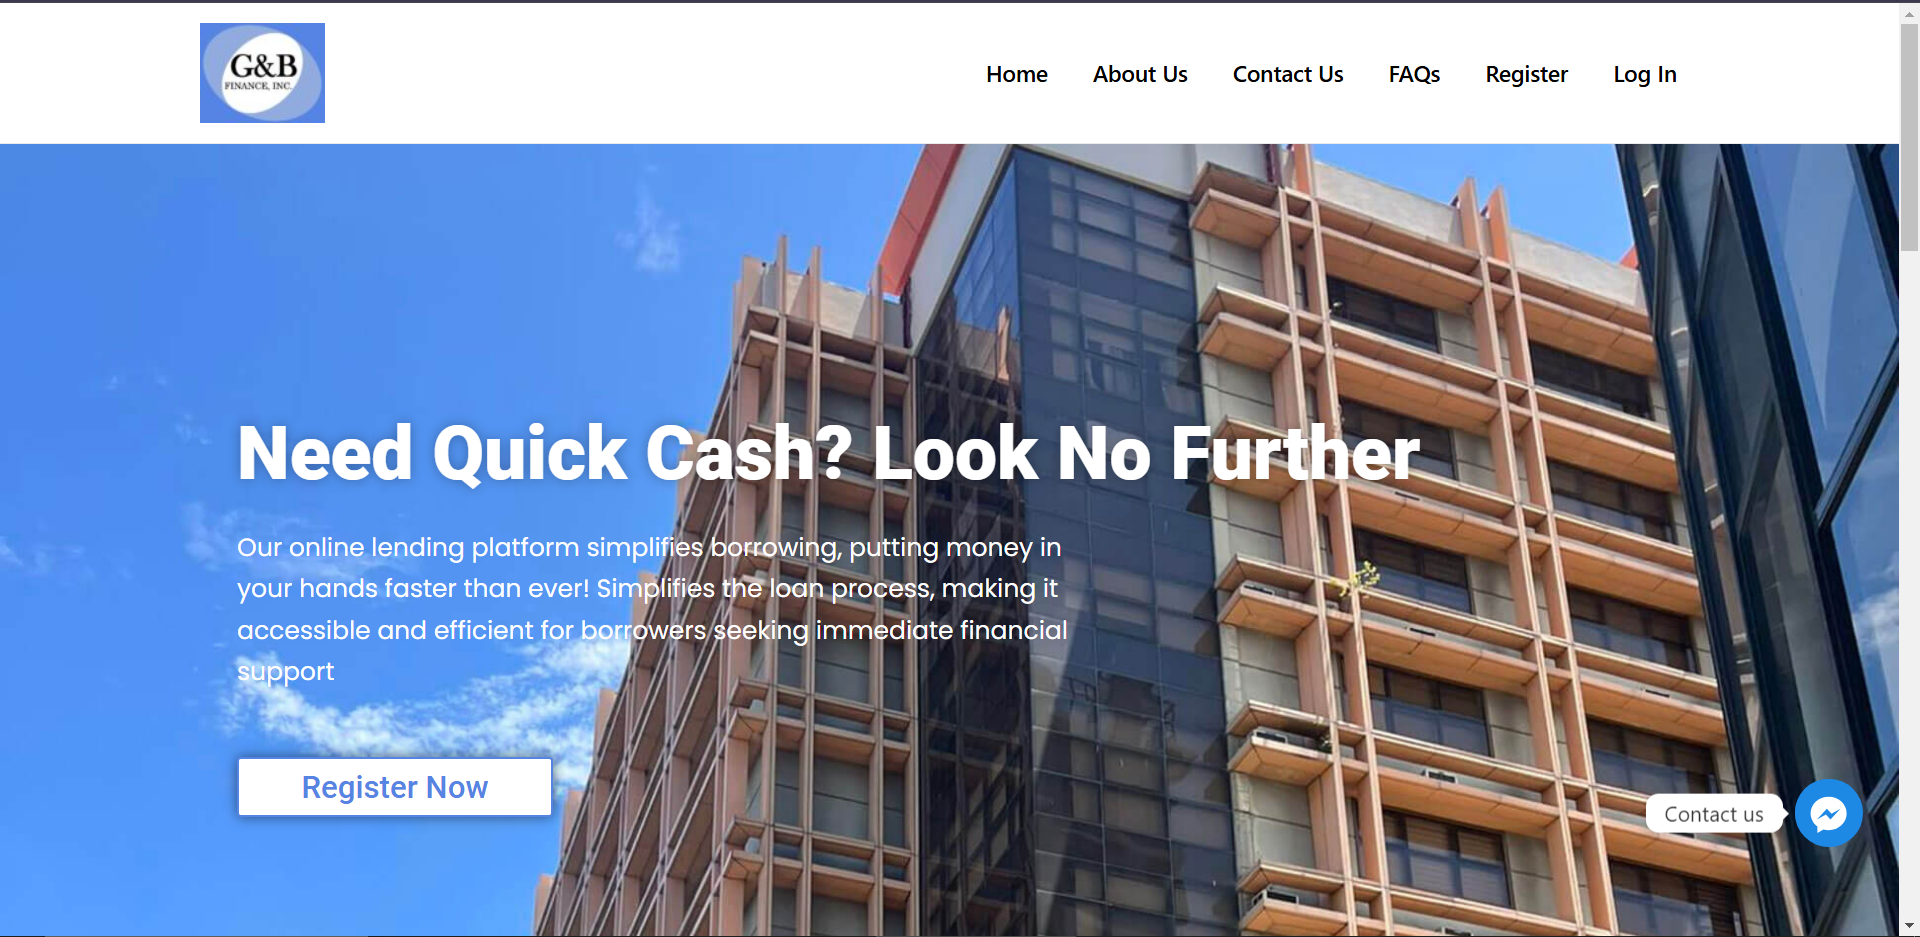 G&B
FINANCE, INC.
Home
About Us
Contact Us
FAQs
Register
Log In
Need Quick Cash? Look No Further
Our online lending platform simplifies borrowing, putting money in
your hands faster than ever! Simplifies the loan process, making it
accessible and efficient for borrowers seeking immediate financial
support
Register Now
Contact us